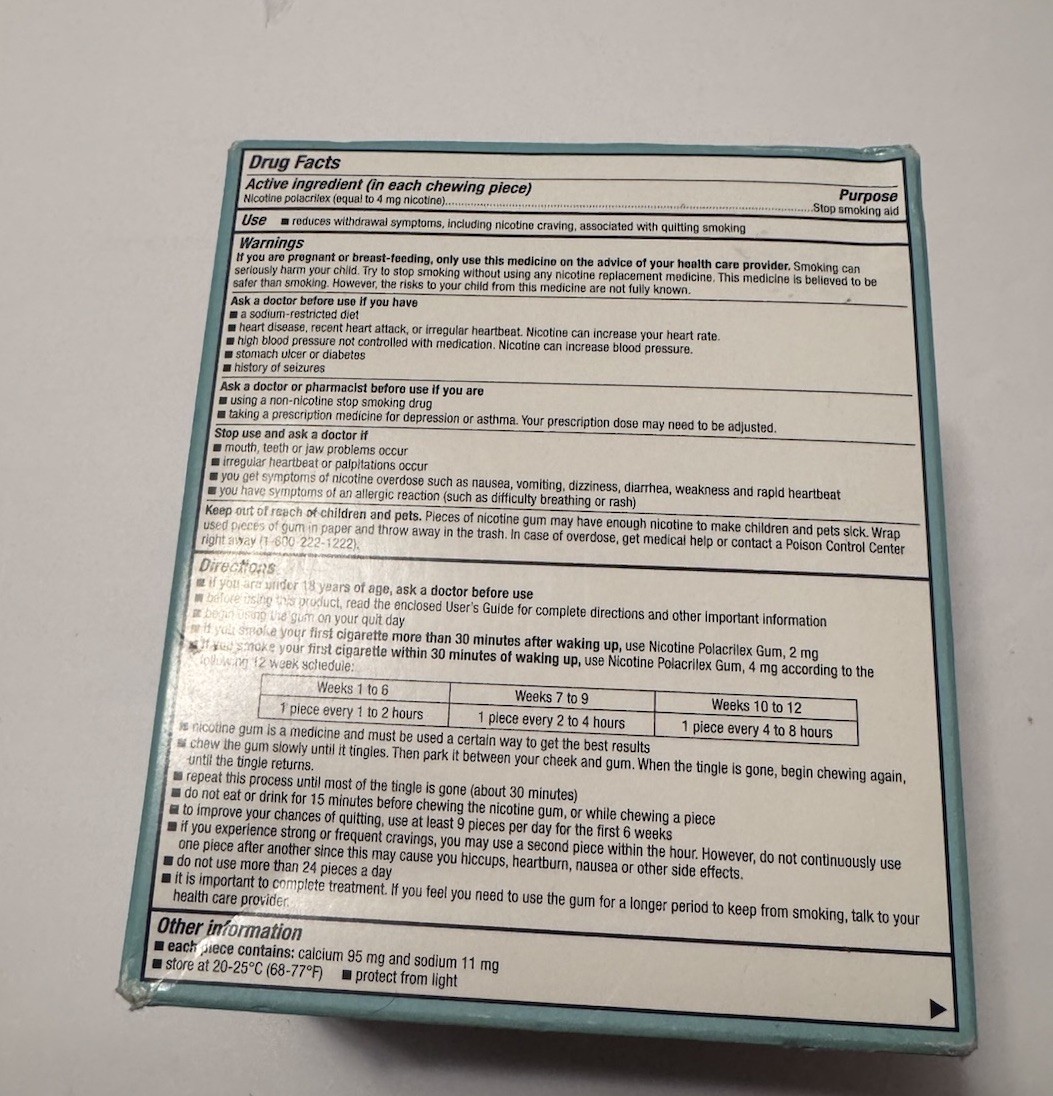 Drug Facts
Active ingredient (in each chewing piece)
Purpose
Nicotine polacrilex (equal to 4 mg nicotine)........................Stop smoking aid
Use ■ reduces withdrawal symptoms, including nicotine craving, associated with quitting smoking
Warnings
If you are pregnant or breast-feeding, only use this medicine on the advice of your health care provider. Smoking can
seriously harm your child. Try to stop smoking without using any nicotine replacement medicine. This medicine is believed to be
safer than smoking. However, the risks to your child from this medicine are not fully known.
Ask a doctor before use if you have
■ a sodium-restricted diet
■ heart disease, recent heart attack, or irregular heartbeat. Nicotine can increase your heart rate.
■ high blood pressure not controlled with medication. Nicotine can increase blood pressure.
■ stomach ulcer or diabetes
■ history of seizures
Ask a doctor or pharmacist before use if you are
■ using a non-nicotine stop smoking drug
■ taking a prescription medicine for depression or asthma. Your prescription dose may need to be adjusted.
Stop use and ask a doctor if
■ mouth, teeth or jaw problems occur
■ irregular heartbeat or palpitations occur
■ you get symptoms of nicotine overdose such as nausea, vomiting, dizziness, diarrhea, weakness and rapid heartbeat
■ you have symptoms of an allergic reaction (such as difficulty breathing or rash)
Keep out of reach of children and pets. Pieces of nicotine gum may have enough nicotine to make children and pets sick. Wrap
used pieces of gum in paper and throw away in the trash. In case of overdose, get medical help or contact a Poison Control Center
right away (1-800-222-1222).
Directions
■ if you are under 18 years of age, ask a doctor before use
■ before using this product, read the enclosed User's Guide for complete directions and other important information
■ begin using the gum on your quit day
■ if you smoke your first cigarette more than 30 minutes after waking up, use Nicotine Polacrilex Gum, 2 mg
■ if you smoke your first cigarette within 30 minutes of waking up, use Nicotine Polacrilex Gum, 4 mg according to the
following 12 week schedule:
Weeks 1 to 6 Weeks 7 to 9 Weeks 10 to 12
1 piece every 1 to 2 hours 1 piece every 2 to 4 hours 1 piece every 4 to 8 hours
■ nicotine gum is a medicine and must be used a certain way to get the best results
■ chew the gum slowly until it tingles. Then park it between your cheek and gum. When the tingle is gone, begin chewing again,
until the tingle returns.
■ repeat this process until most of the tingle is gone (about 30 minutes)
■ do not eat or drink for 15 minutes before chewing the nicotine gum, or while chewing a piece
■ to improve your chances of quitting, use at least 9 pieces per day for the first 6 weeks
■ if you experience strong or frequent cravings, you may use a second piece within the hour. However, do not continuously use
one piece after another since this may cause you hiccups, heartburn, nausea or other side effects.
■ do not use more than 24 pieces a day
■ it is important to complete treatment. If you feel you need to use the gum for a longer period to keep from smoking, talk to your
health care provider.
Other information
■ each piece contains: calcium 95 mg and sodium 11 mg
■ store at 20-25°C (68-77°F) ■ protect from light